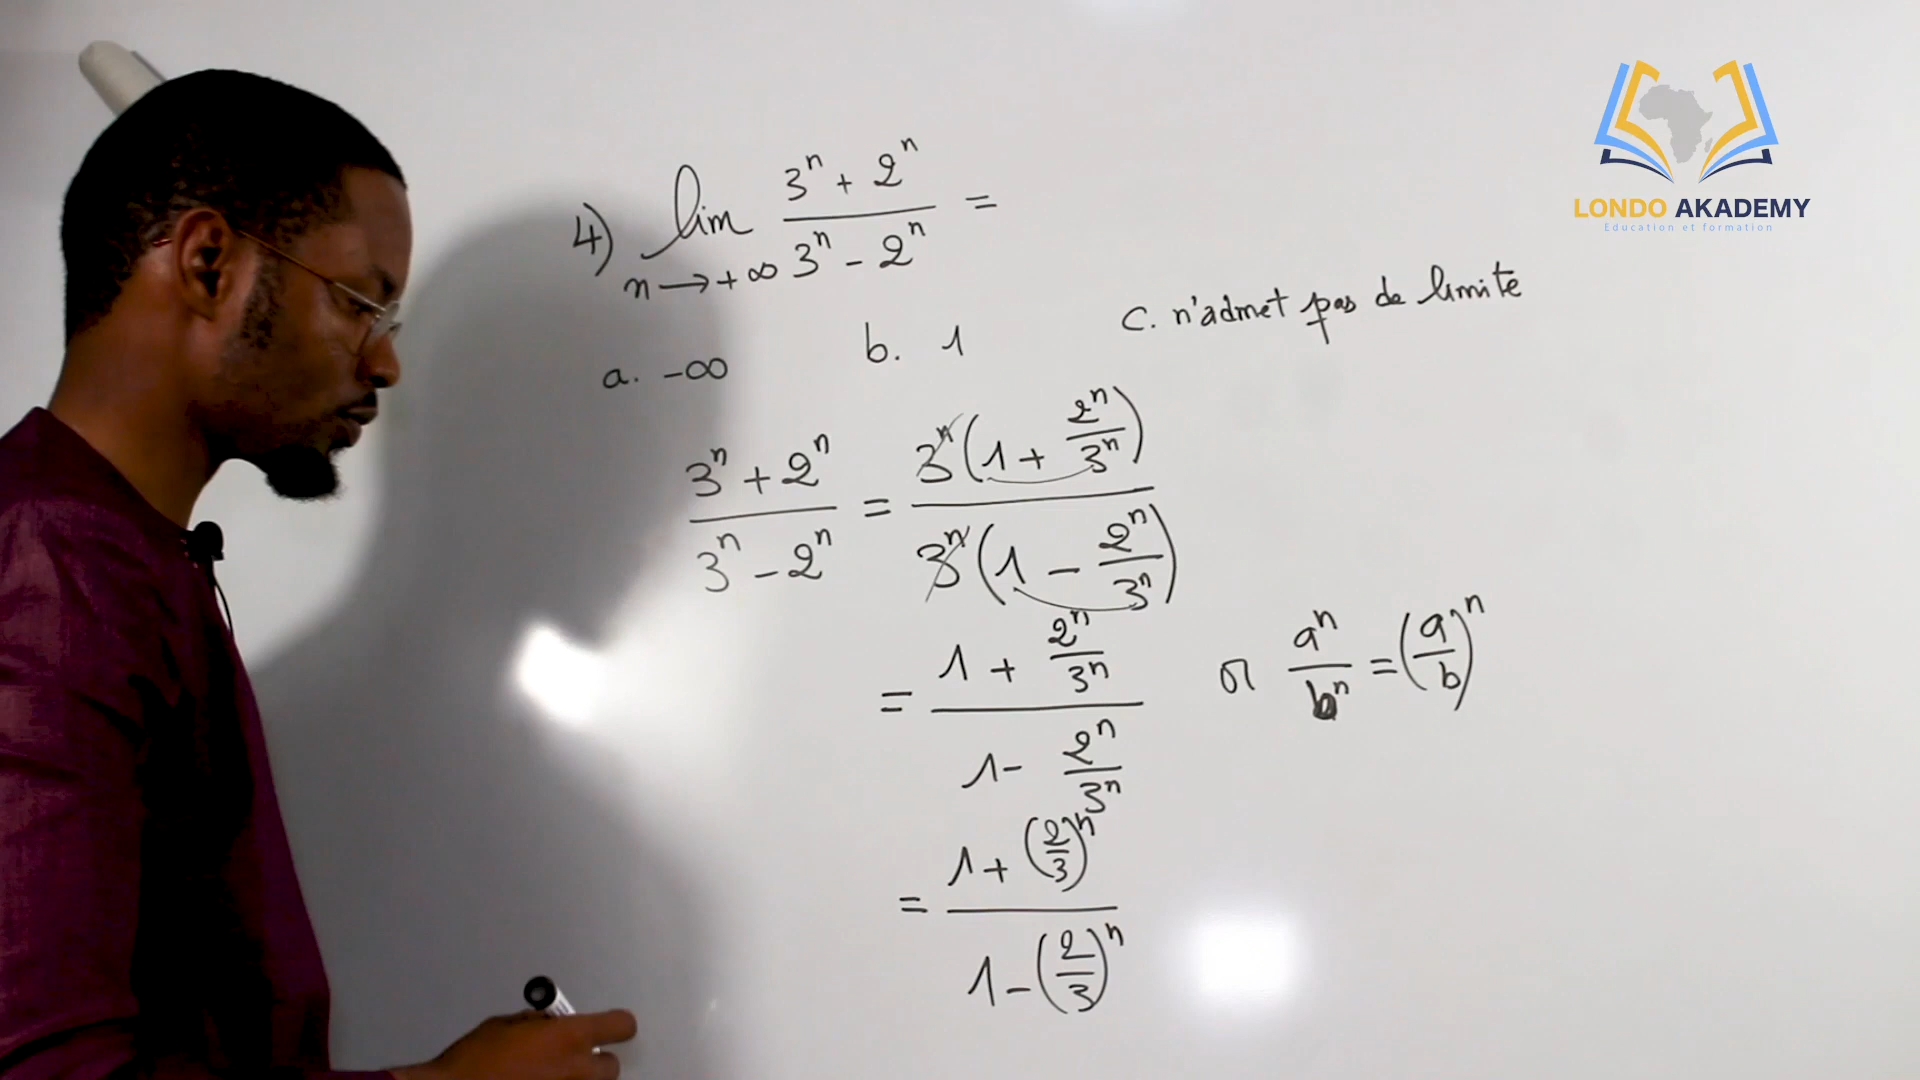 LONDO AKADEMY
Education et formation
4) lim n→+∞ (3ⁿ + 2ⁿ)/(3ⁿ - 2ⁿ) =
a. -∞ b. 1 c. n'admet pas de limite
(3ⁿ + 2ⁿ)/(3ⁿ - 2ⁿ) = 3ⁿ(1 + 2ⁿ/3ⁿ)/3ⁿ(1 - 2ⁿ/3ⁿ)
= (1 + 2ⁿ/3ⁿ)/(1 - 2ⁿ/3ⁿ) or aⁿ/bⁿ = (a/b)ⁿ
= (1 + (2/3)ⁿ)/(1 - (2/3)ⁿ)